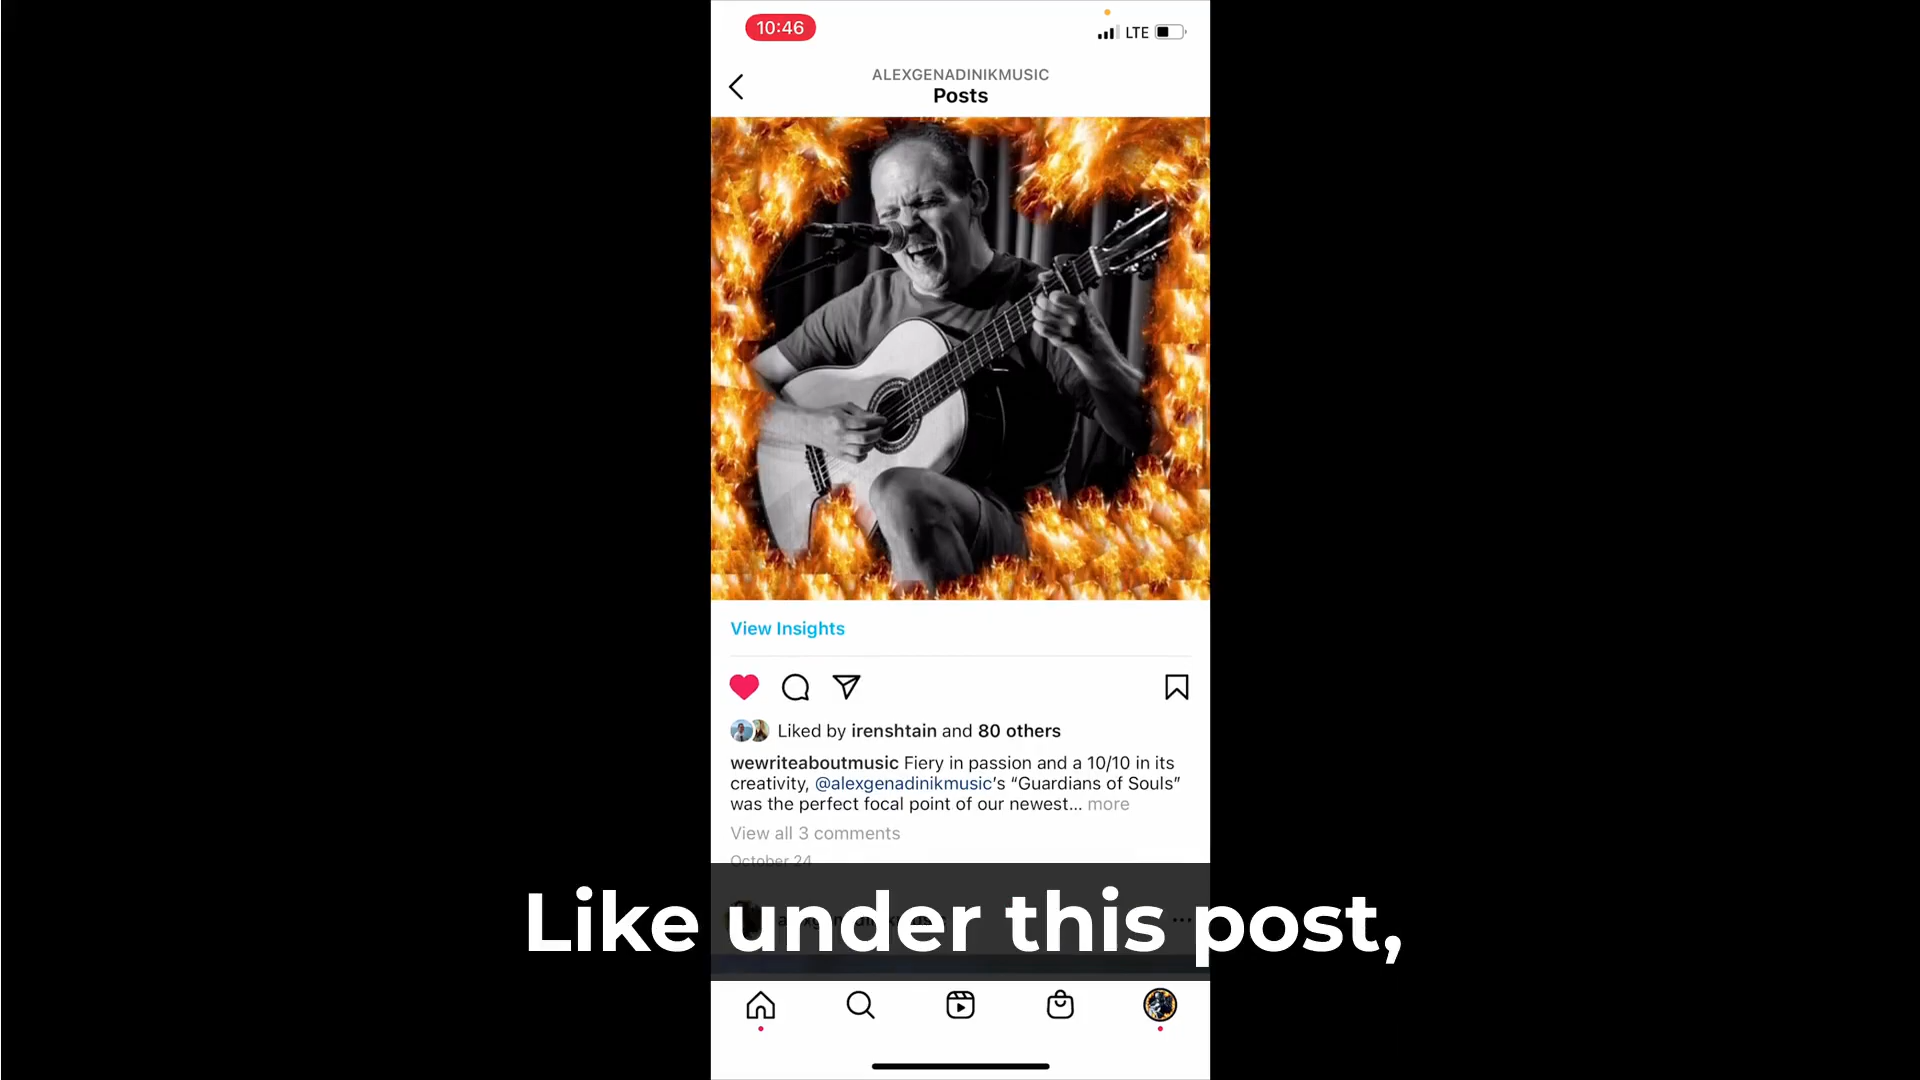 10:46
LTE
ALEXGENADINIKMUSIC
Posts
View Insights
Liked by irenshtain and 80 others
wewriteaboutmusic Fiery in passion and a 10/10 in its
creativity, @alexgenadinikmusic's “Guardians of Souls”
was the perfect focal point of our newest... more
View all 3 comments
October 24
Like under this post,